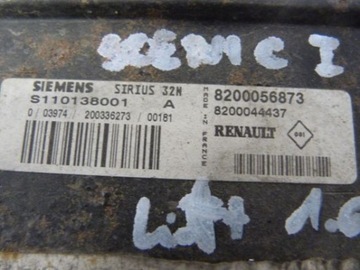 SCENIC I
SIEMENS SIRIUS 32N
S110138001 A
0 / 03974 / 200336273 / 00181
MADE IN FRANCE
8200056873
8200044437
RENAULT
Lift 1.6